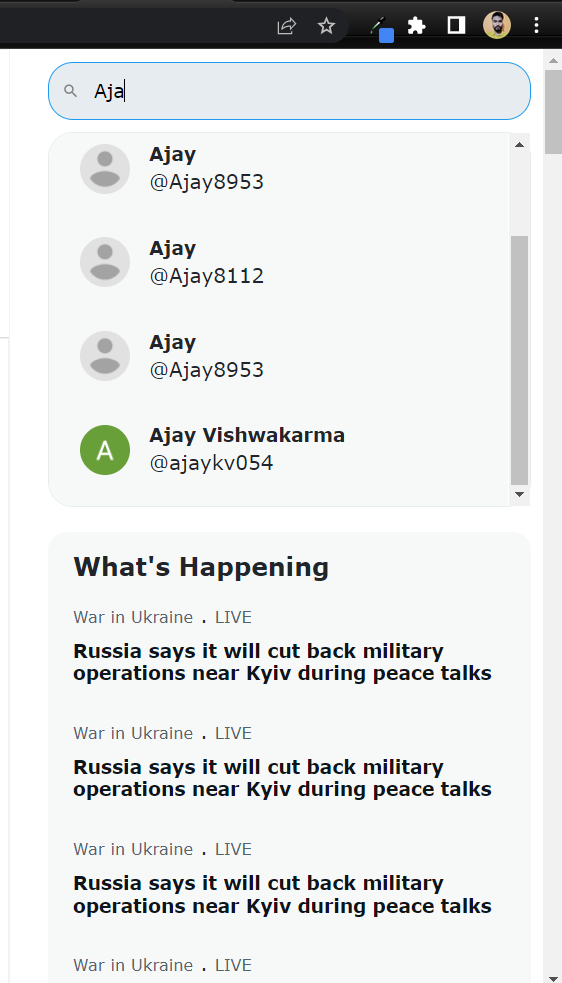 Aja
Ajay
@Ajay8953
Ajay
@Ajay8112
Ajay
@Ajay8953
A
Ajay Vishwakarma
@ajaykv054
What's Happening
War in Ukraine . LIVE
Russia says it will cut back military
operations near Kyiv during peace talks
War in Ukraine . LIVE
Russia says it will cut back military
operations near Kyiv during peace talks
War in Ukraine . LIVE
Russia says it will cut back military
operations near Kyiv during peace talks
War in Ukraine . LIVE